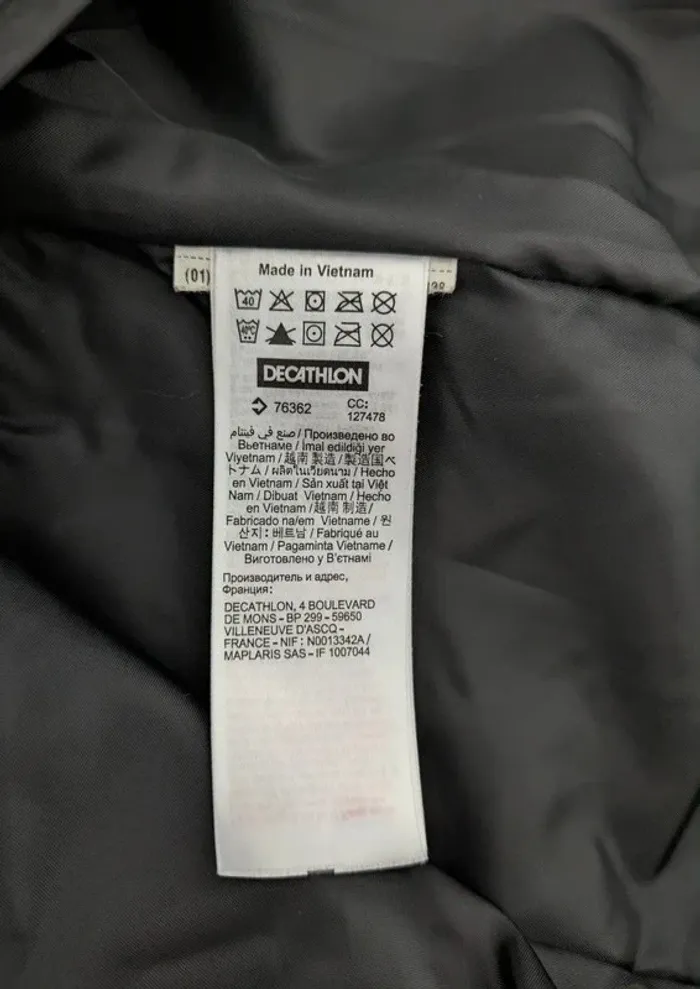 (01)
Made in Vietnam
40
40°C
DECATHLON
76362
CC:
127478
صنع في فيتنام / Произведено во
Вьетнаме / İmal edildiği yer
Viyetnam / 越南 製造 / 製造国ベ
トナム / ผลิตในเวียดนาม / Hecho
en Vietnam / Sản xuất tại Việt
Nam / Dibuat Vietnam / Hecho
en Vietnam /越南 制造/
Fabricado na/em Vietname / 원
산지 : 베트남 / Fabriqué au
Vietnam / Pagaminta Vietname /
Виготовлено у В'єтнамі
Производитель и адрес,
Франция:
DECATHLON, 4 BOULEVARD
DE MONS - BP 299 - 59650
VILLENEUVE D'ASCQ -
FRANCE - NIF : N0013342A /
MAPLARIS SAS - IF 1007044